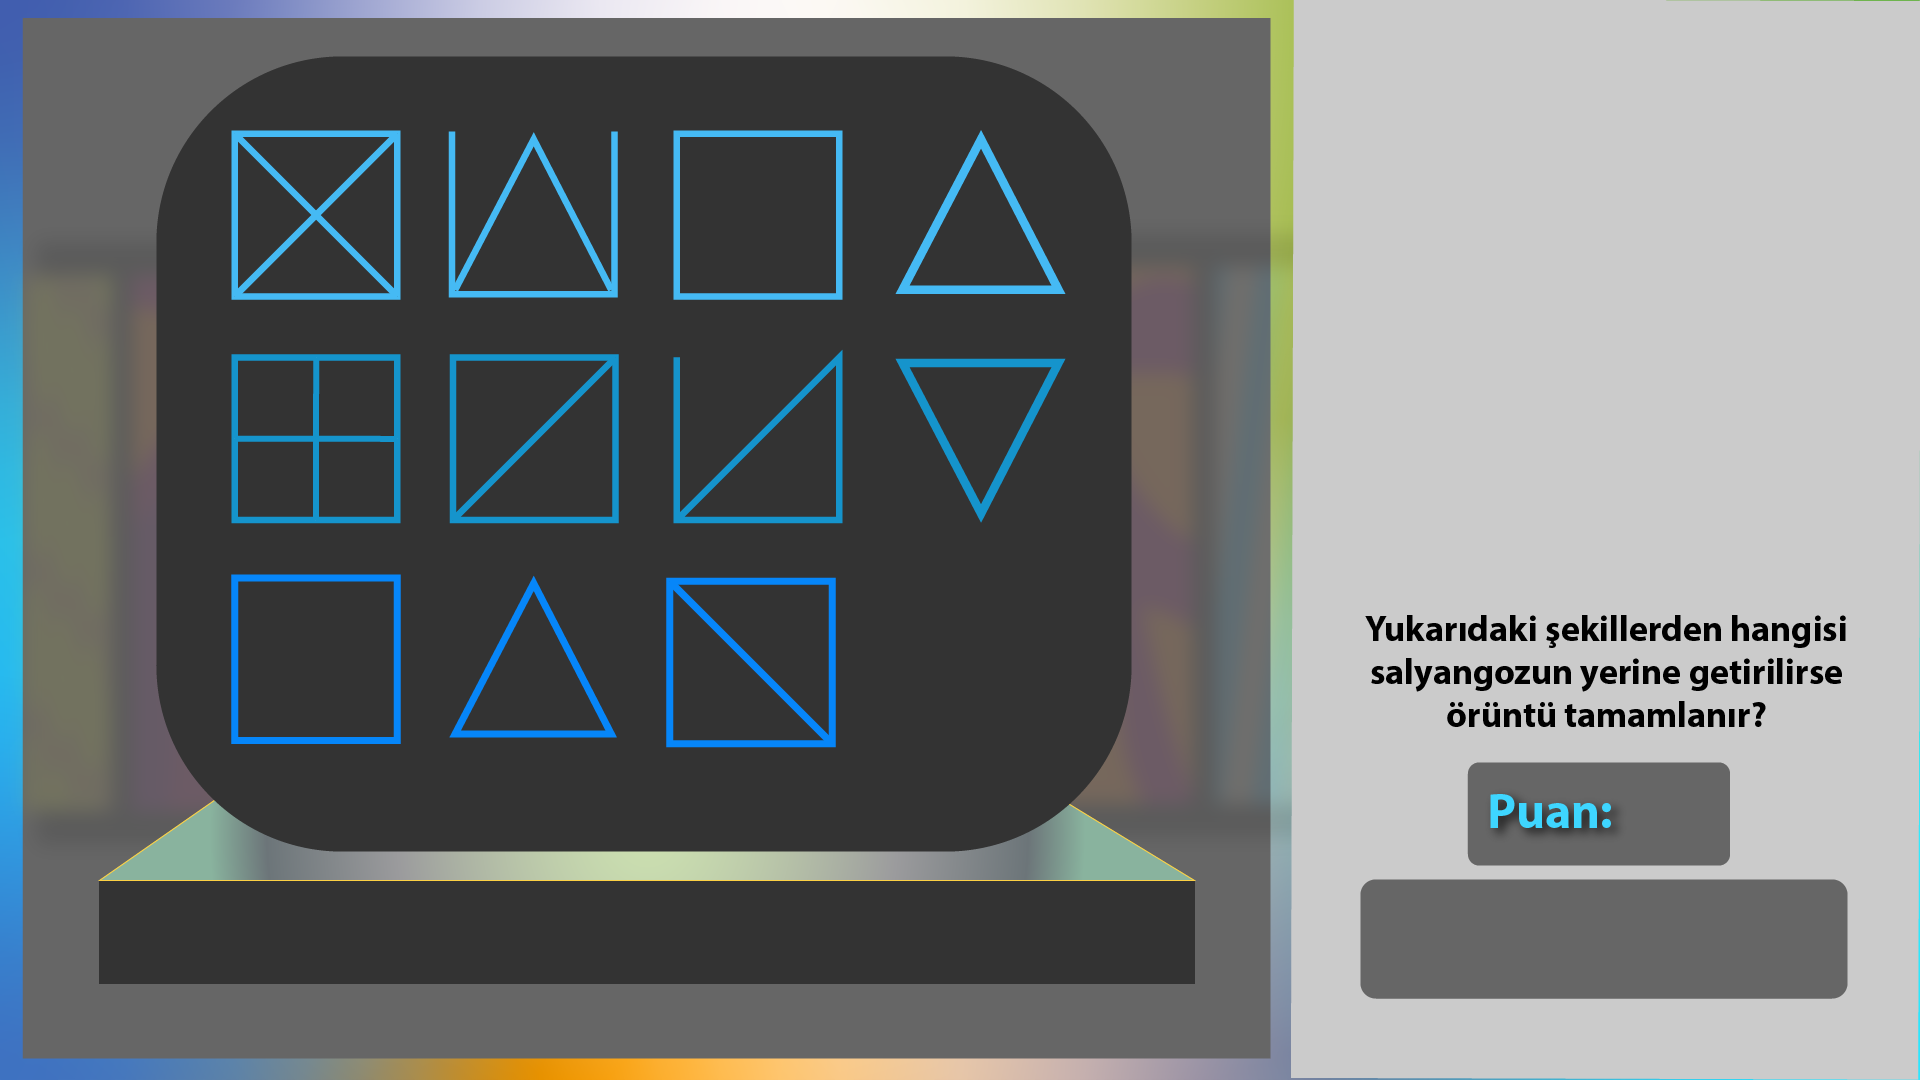 Yukarıdaki şekillerden hangisi
salyangozun yerine getirilirse
örüntü tamamlanır?
Puan: